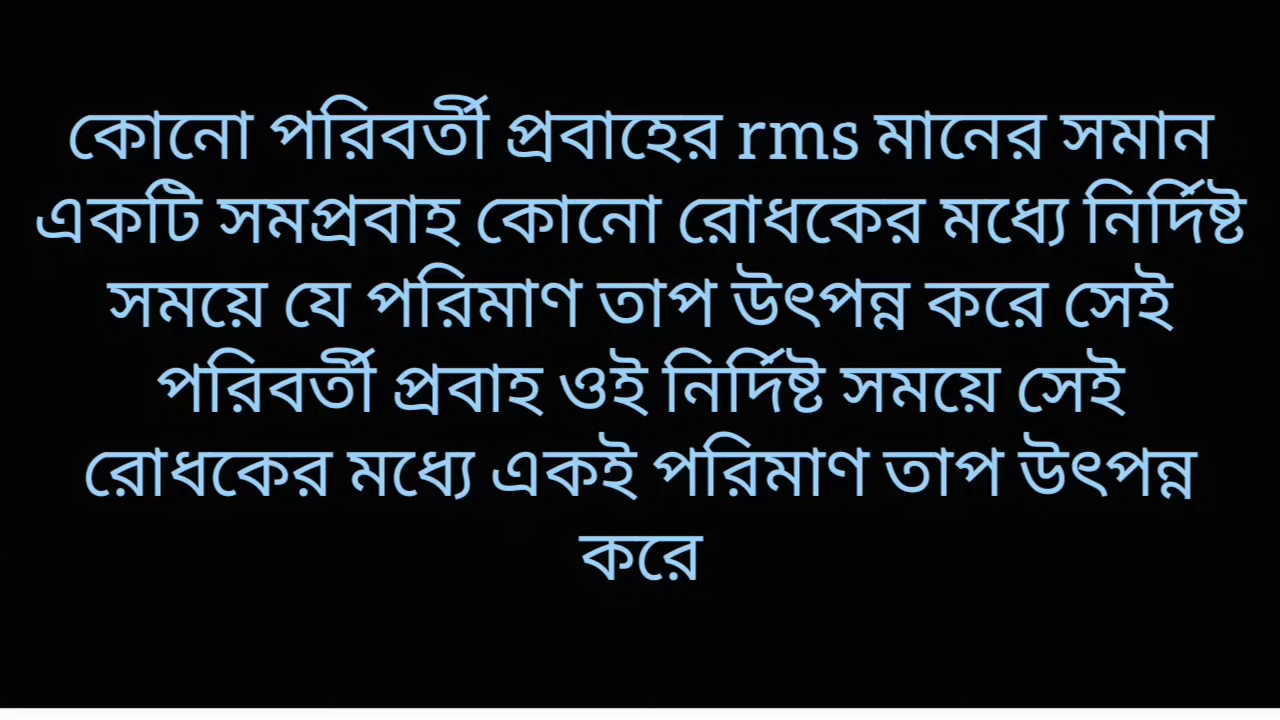 কোনো পরিবর্তী প্রবাহের rms মানের সমান
একটি সমপ্রবাহ কোনো রোধকের মধ্যে নির্দিষ্ট
সময়ে যে পরিমাণ তাপ উৎপন্ন করে সেই
পরিবর্তী প্রবাহ ওই নির্দিষ্ট সময়ে সেই
রোধকের মধ্যে একই পরিমাণ তাপ উৎপন্ন
করে